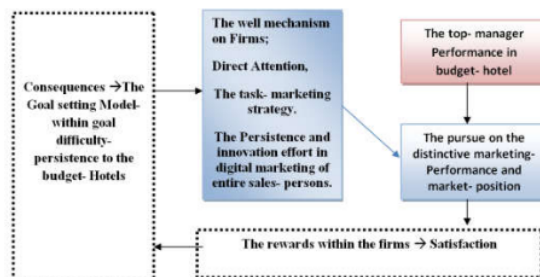 Consequences →The
Goal setting Model-
within goal
difficulty-
persistence to the
budget- Hotels
The well mechanism
on Firms;
Direct Attention,
The task- marketing
strategy.
The Persistence and
innovation effort in
digital marketing of
entire sales- persons.
The top- manager
Performance in
budget- hotel
The pursue on the
distinctive marketing-
Performance and
market- position
The rewards within the firms → Satisfaction